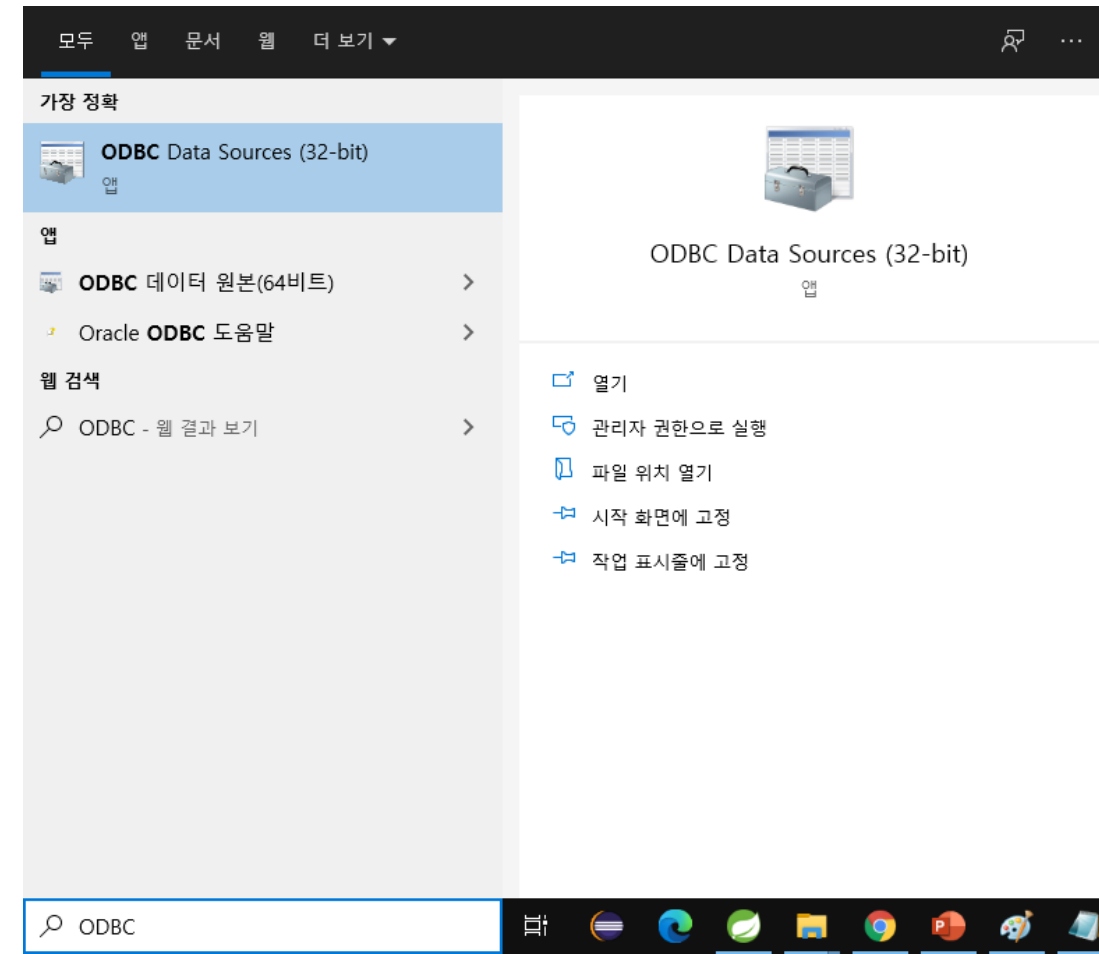 모두 앱 문서 웹 더 보기
가장 정확
ODBC Data Sources (32-bit)
앱
앱
ODBC 데이터 원본(64비트)
Oracle ODBC 도움말
웹 검색
ODBC - 웹 결과 보기
ODBC Data Sources (32-bit)
앱
열기
관리자 권한으로 실행
파일 위치 열기
시작 화면에 고정
작업 표시줄에 고정
ODBC